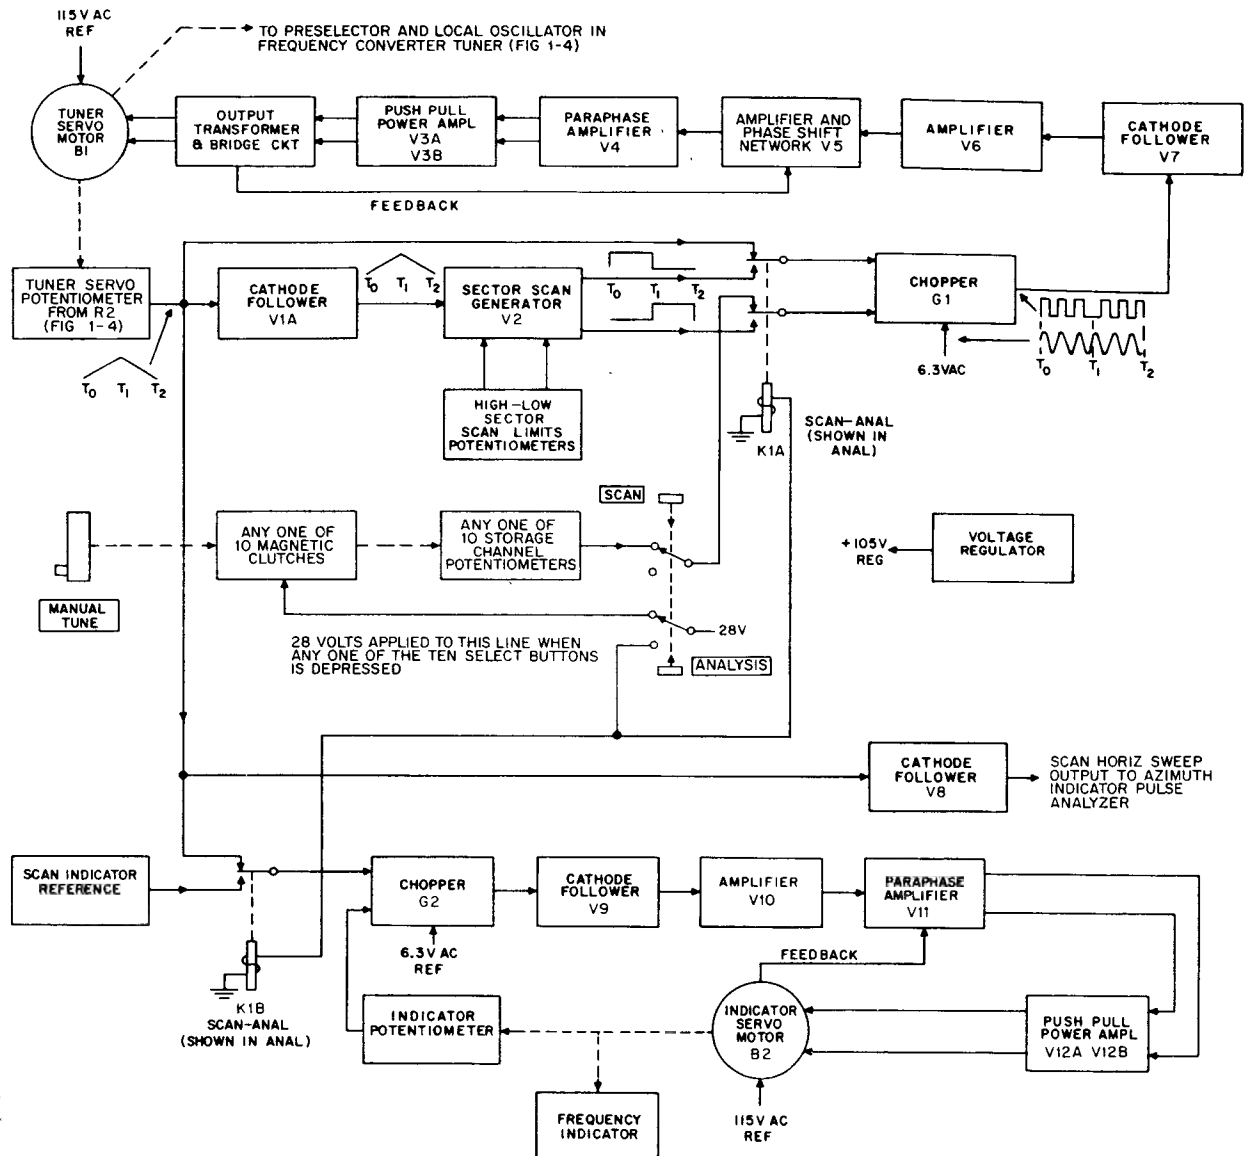 115V AC
REF
TO PRESELECTOR AND LOCAL OSCILLATOR IN
FREQUENCY CONVERTER TUNER (FIG 1-4)
TUNER
SERVO
MOTOR
B1
OUTPUT
TRANSFORMER
& BRIDGE CKT
PUSH PULL
POWER AMPL
V3A
V3B
PARAPHASE
AMPLIFIER
V4
AMPLIFIER AND
PHASE SHIFT
NETWORK V5
AMPLIFIER
V6
CATHODE
FOLLOWER
V7
FEEDBACK
TUNER SERVO
POTENTIOMETER
FROM R2
(FIG 1-4)
T0 T1 T2
CATHODE
FOLLOWER
V1A
T0 T1 T2
SECTOR SCAN
GENERATOR
V2
T0 T1 T2
CHOPPER
G1
6.3VAC
T0 T1 T2
HIGH-LOW
SECTOR
SCAN LIMITS
POTENTIOMETERS
K1A
SCAN-ANAL
(SHOWN IN
ANAL)
MANUAL
TUNE
ANY ONE OF
10 MAGNETIC
CLUTCHES
ANY ONE OF
10 STORAGE
CHANNEL
POTENTIOMETERS
SCAN
28V
ANALYSIS
28 VOLTS APPLIED TO THIS LINE WHEN
ANY ONE OF THE TEN SELECT BUTTONS
IS DEPRESSED
+105V
REG
VOLTAGE
REGULATOR
CATHODE
FOLLOWER
V8
SCAN HORIZ SWEEP
OUTPUT TO AZIMUTH
INDICATOR PULSE
ANALYZER
SCAN INDICATOR
REFERENCE
K1B
SCAN-ANAL
(SHOWN IN ANAL)
CHOPPER
G2
6.3V AC
REF
CATHODE
FOLLOWER
V9
AMPLIFIER
V10
PARAPHASE
AMPLIFIER
V11
FEEDBACK
INDICATOR
POTENTIOMETER
INDICATOR
SERVO
MOTOR
B2
PUSH PULL
POWER AMPL
V12A V12B
115V AC
REF
FREQUENCY
INDICATOR